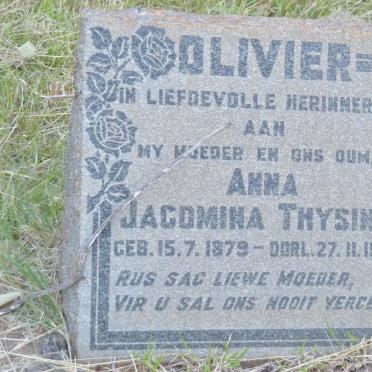 OLIVIER=
IN LIEFDEVOLLE HERINNER
AAN
MY MOEDER EN ONS OUM
ANNA
JACOMINA THYSIN
GEB. 15.7.1879 – OORL. 27.11.1
RUS SAG LIEWE MOEDER,
VIR U SAL ONS NOOIT VERGE